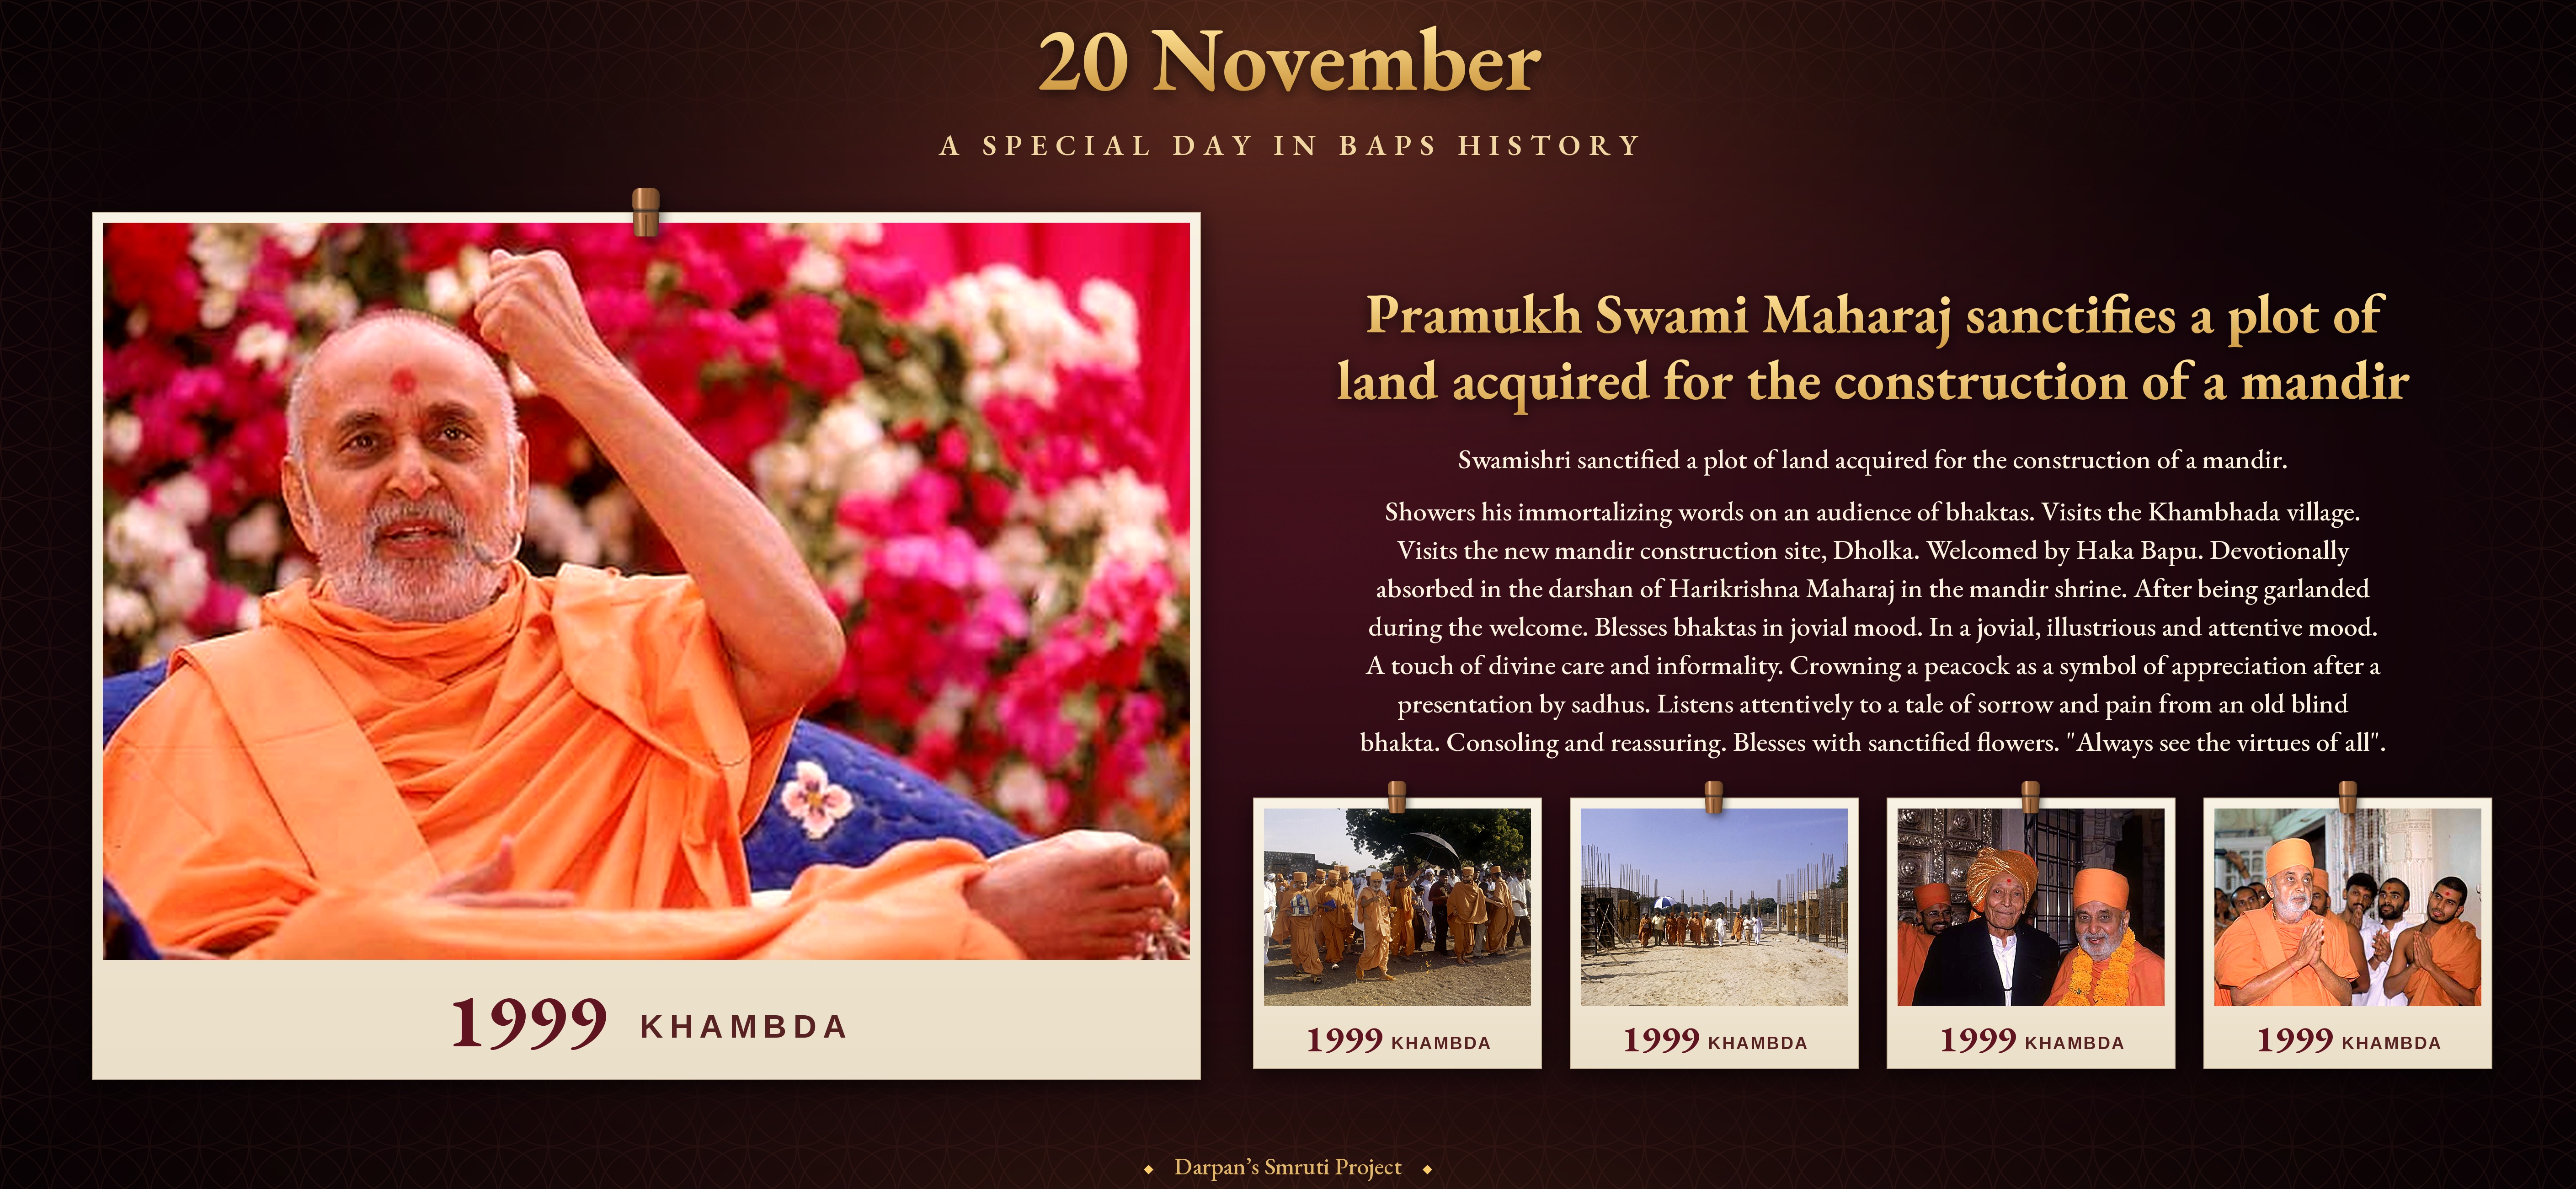 20 November
A SPECIAL DAY IN BAPS HISTORY
Pramukh Swami Maharaj sanctifies a plot of
land acquired for the construction of a mandir
Swamishri sanctified a plot of land acquired for the construction of a mandir.
Showers his immortalizing words on an audience of bhaktas. Visits the Khambhada village.
Visits the new mandir construction site, Dholka. Welcomed by Haka Bapu. Devotionally
absorbed in the darshan of Harikrishna Maharaj in the mandir shrine. After being garlanded
during the welcome. Blesses bhaktas in jovial mood. In a jovial, illustrious and attentive mood.
A touch of divine care and informality. Crowning a peacock as a symbol of appreciation after a
presentation by sadhus. Listens attentively to a tale of sorrow and pain from an old blind
bhakta. Consoling and reassuring. Blesses with sanctified flowers. "Always see the virtues of all".
1999 KHAMBDA
1999 KHAMBDA
1999 KHAMBDA
1999 KHAMBDA
1999 KHAMBDA
◆ Darpan’s Smruti Project ◆